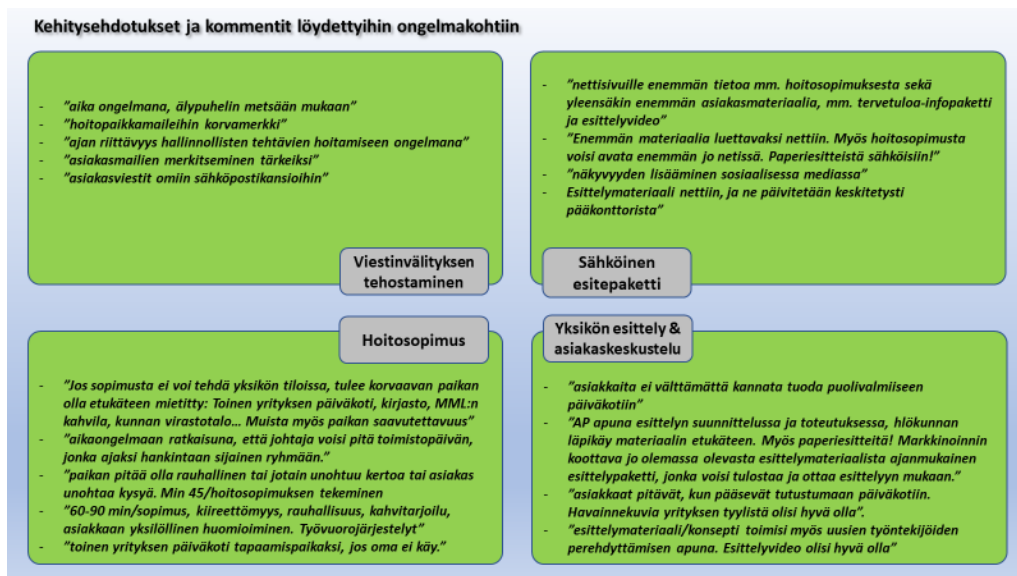 Kehitysehdotukset ja kommentit löydettyihin ongelmakohtiin
- "aika ongelmana, älypuhelin metsään mukaan"
- "hoitopaikkamaileihin korvamerkki"
- "ajan riittävyys hallinnollisten tehtävien hoitamiseen ongelmana"
- "asiakasmailien merkitseminen tärkeiksi"
- "asiakasviestit omiin sähköpostikansioihin"
Viestinvälityksen
tehostaminen
- "nettisivuille enemmän tietoa mm. hoitosopimuksesta sekä
yleensäkin enemmän asiakasmateriaalia, mm. tervetuloa-infopaketti
ja esittelyvideo"
- "Enemmän materiaalia luettavaksi nettiin. Myös hoitosopimusta
voisi avata enemmän jo netissä. Paperiesitteistä sähköisiin!"
- "näkyvyyden lisääminen sosiaalisessa mediassa"
- Esittelymateriaali nettiin, ja ne päivitetään keskitetysti
pääkonttorista"
Sähköinen
esitepaketti
Hoitosopimus
- "Jos sopimusta ei voi tehdä yksikön tiloissa, tulee korvaavan paikan
olla etukäteen mietitty: Toinen yrityksen päiväkoti, kirjasto, MML:n
kahvila, kunnan virastotalo... Muista myös paikan saavutettavuus"
- "aikaongelmaan ratkaisuna, että johtaja voisi pitä toimistopäivän,
jonka ajaksi hankintaan sijainen ryhmään."
- "paikan pitää olla rauhallinen tai jotain unohtuu kertoa tai asiakas
unohtaa kysyä. Min 45/hoitosopimuksen tekeminen
- "60-90 min/sopimus, kiireettömyys, rauhallisuus, kahvitarjoilu,
asiakkaan yksilöllinen huomioiminen. Työvuorojärjestelyt"
- "toinen yrityksen päiväkoti tapaamispaikaksi, jos oma ei käy."
Yksikön esittely &
asiakaskeskustelu
- "asiakkaita ei välttämättä kannata tuoda puolivalmiiseen
päiväkotiin"
- "AP apuna esittelyn suunnittelussa ja toteutuksessa, hlökunnan
läpikäy materiaalin etukäteen. Myös paperiesitteitä! Markkinoinnin
koottava jo olemassa olevasta esittelymateriaalista ajanmukainen
esittelypaketti, jonka voisi tulostaa ja ottaa esittelyyn mukaan."
- "asiakkaat pitävät, kun pääsevät tutustumaan päiväkotiin.
Havainnekuvia yrityksen tyylistä olisi hyvä olla".
- "esittelymateriaali/konsepti toimisi myös uusien työntekijöiden
perehdyttämisen apuna. Esittelyvideo olisi hyvä olla"